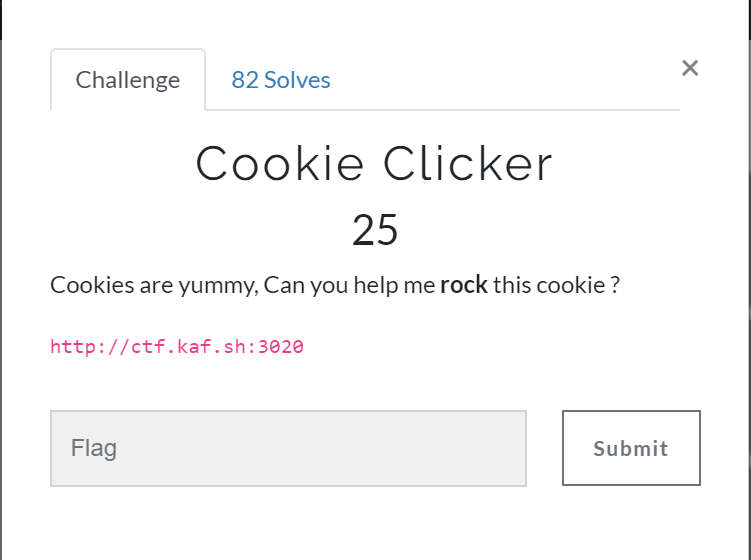 Challenge
82 Solves
×
Cookie Clicker
25
Cookies are yummy, Can you help me rock this cookie ?
http://ctf.kaf.sh:3020
Flag
Submit